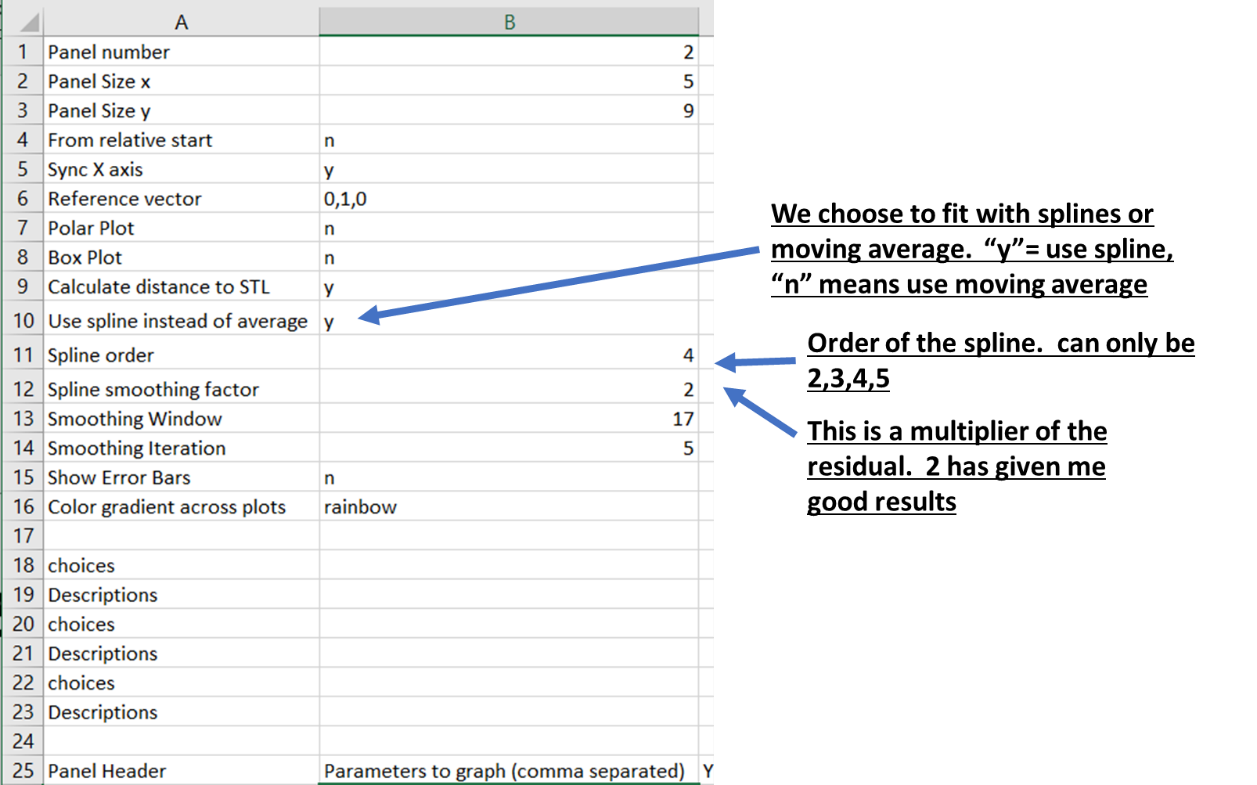 A B
1 Panel number 2
2 Panel Size x 5
3 Panel Size y 9
4 From relative start n
5 Sync X axis y
6 Reference vector 0,1,0
7 Polar Plot n
8 Box Plot n
9 Calculate distance to STL y
10 Use spline instead of average y
11 Spline order 4
12 Spline smoothing factor 2
13 Smoothing Window 17
14 Smoothing Iteration 5
15 Show Error Bars n
16 Color gradient across plots rainbow
17
18 choices
19 Descriptions
20 choices
21 Descriptions
22 choices
23 Descriptions
24
25 Panel Header Parameters to graph (comma separated) Y
We choose to fit with splines or
moving average. “y”= use spline,
“n” means use moving average
Order of the spline. can only be
2,3,4,5
This is a multiplier of the
residual. 2 has given me
good results